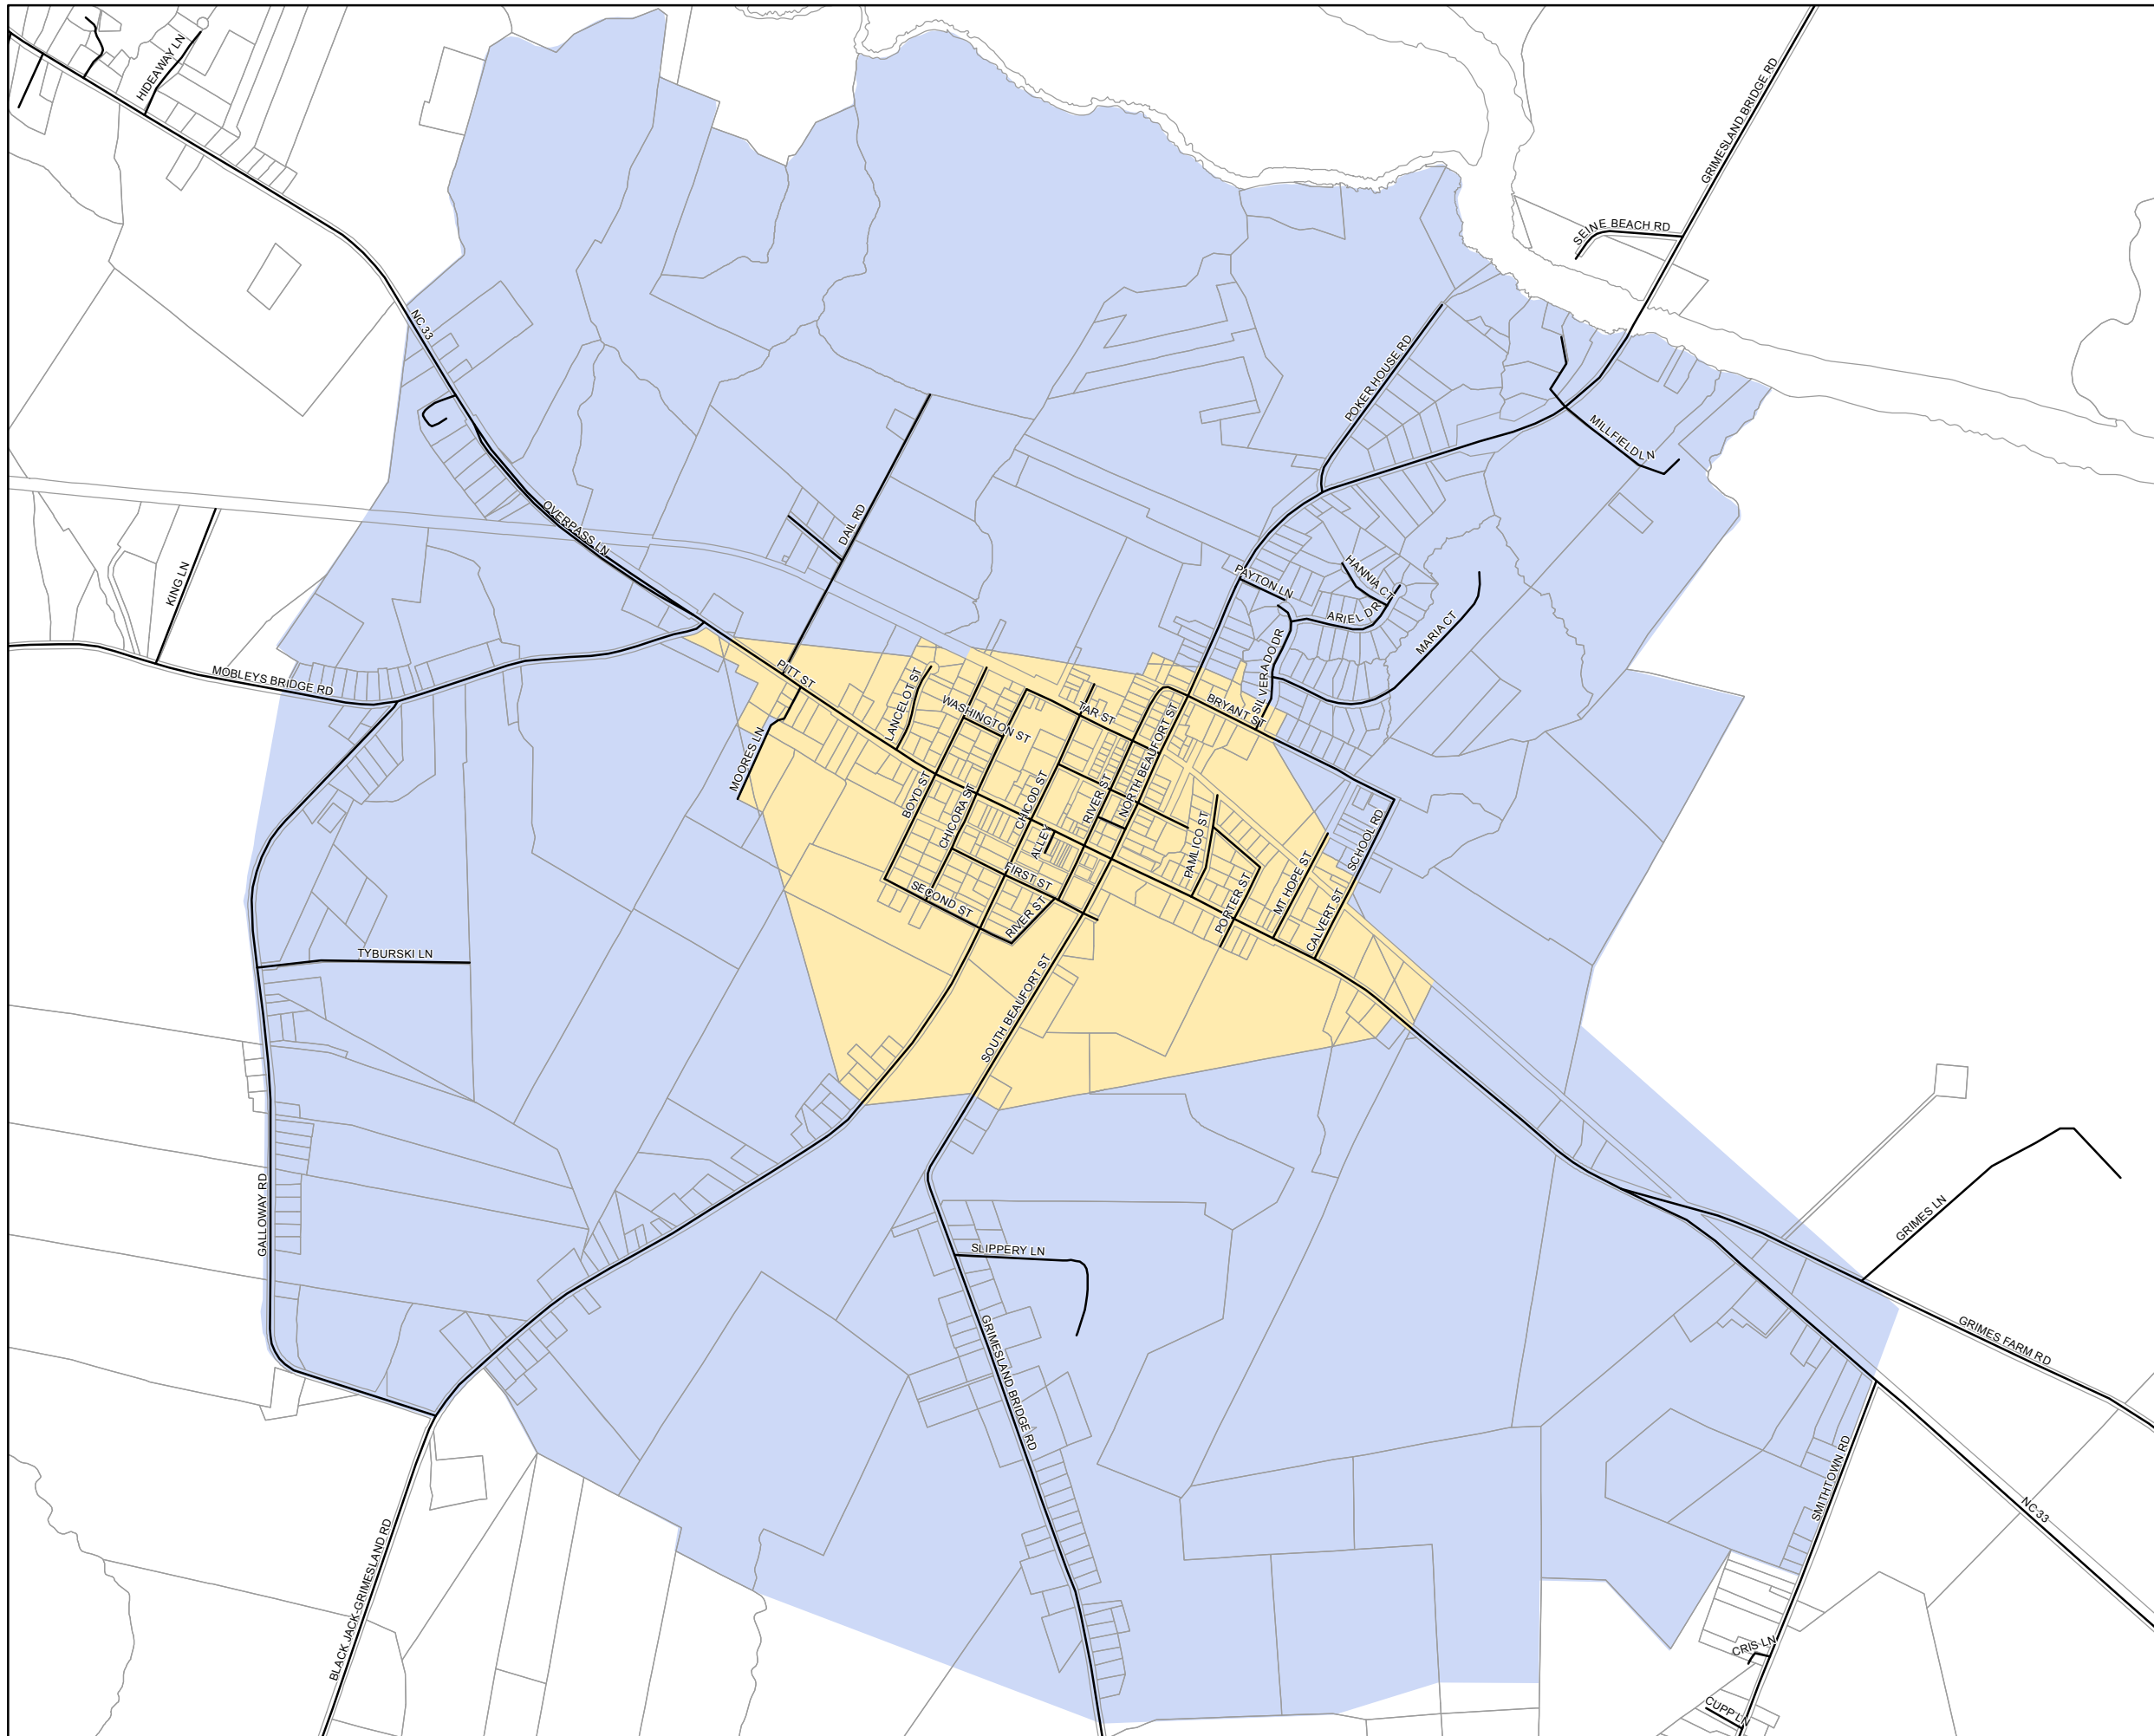 HIDEAWAY LN
GRIMESLAND BRIDGE RD
SEINE BEACH RD
NC 33
POKER HOUSE RD
MILLFIELD LN
OVERPASS LN
DAIL RD
KING LN
PAYTON LN
HANNIA CT
ARIEL DR
MARIA CT
MOBLEYS BRIDGE RD
PITT ST
LANCELOT ST
WASHINGTON ST
TAR ST
BRYANT ST
SILVERADO DR
MOORES LN
BOYD ST
CHICORA ST
CHICOD ST
ALLEY
RIVER ST
NORTH BEAUFORT ST
PAMLICO ST
SCHOOL RD
MT. HOPE ST
FIRST ST
SECOND ST
RIVER ST
PORTER ST
CALVERT ST
TYBURSKI LN
SOUTH BEAUFORT ST
GALLOWAY RD
SLIPPERY LN
GRIMES LN
GRIMESLAND BRIDGE RD
GRIMES FARM RD
SMITHTOWN RD
NC 33
BLACK JACK-GRIMESLAND RD
CRIS LN
CUPP LN